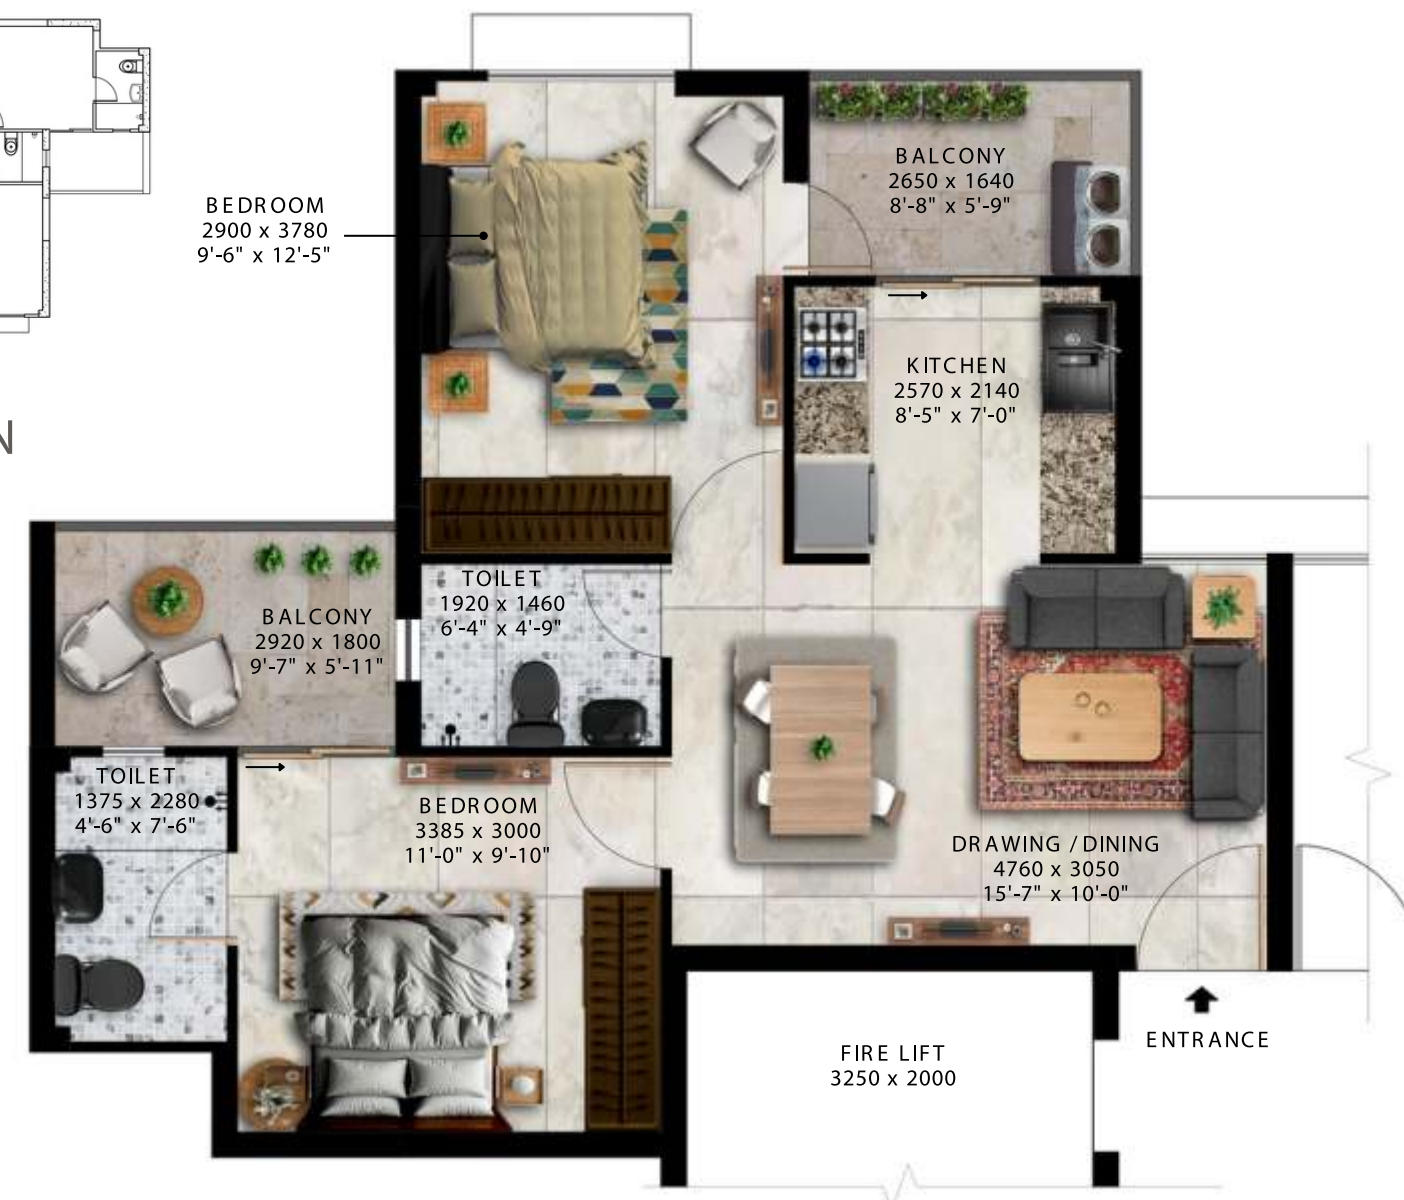 BALCONY
2650 x 1640
8'-8" x 5'-9"
BEDROOM
2900 x 3780
9'-6" x 12'-5"
KITCHEN
2570 x 2140
8'-5" x 7'-0"
N
TOILET
1920 x 1460
6'-4" x 4'-9"
BALCONY
2920 x 1800
9'-7" x 5'-11"
TOILET
1375 x 2280
4'-6" x 7'-6"
BEDROOM
3385 x 3000
11'-0" x 9'-10"
DRAWING / DINING
4760 x 3050
15'-7" x 10'-0"
ENTRANCE
FIRE LIFT
3250 x 2000